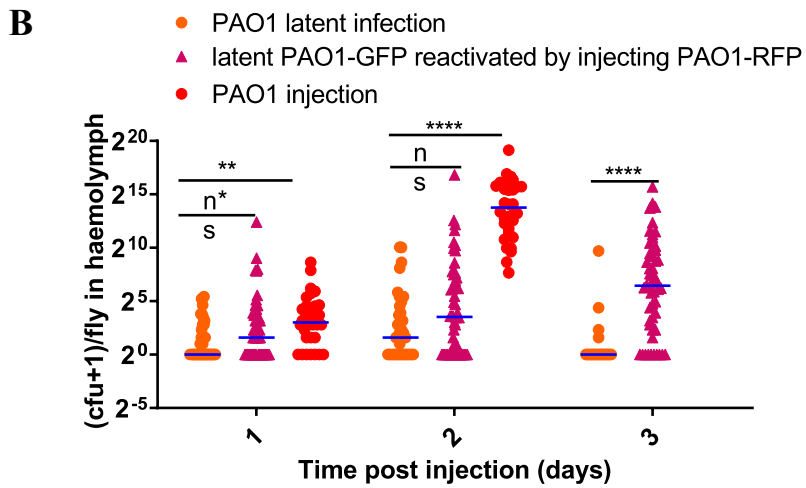 B
PAO1 latent infection
latent PAO1-GFP reactivated by injecting PAO1-RFP
PAO1 injection
(cfu+1)/fly in haemolymph
2^20
2^15
2^10
2^5
2^0
2^-5
**
n*
s
****
n
s
****
1
2
3
Time post injection (days)